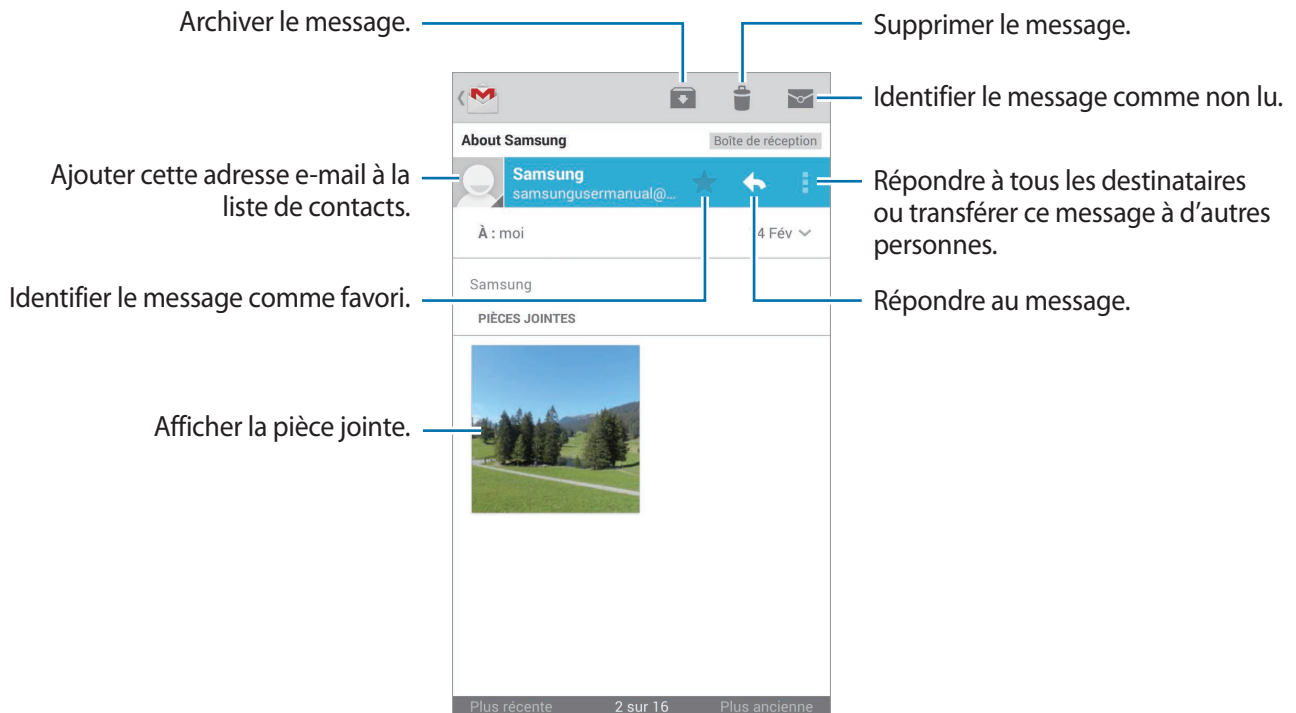 Archiver le message.
Supprimer le message.
Identifier le message comme non lu.
About Samsung
Boîte de réception
Ajouter cette adresse e-mail à la
liste de contacts.
Samsung
samsungusermanual@...
Répondre à tous les destinataires
ou transférer ce message à d’autres
personnes.
À : moi
4 Fév
Identifier le message comme favori.
Samsung
Répondre au message.
PIÈCES JOINTES
Afficher la pièce jointe.
Plus récente
2 sur 16
Plus ancienne